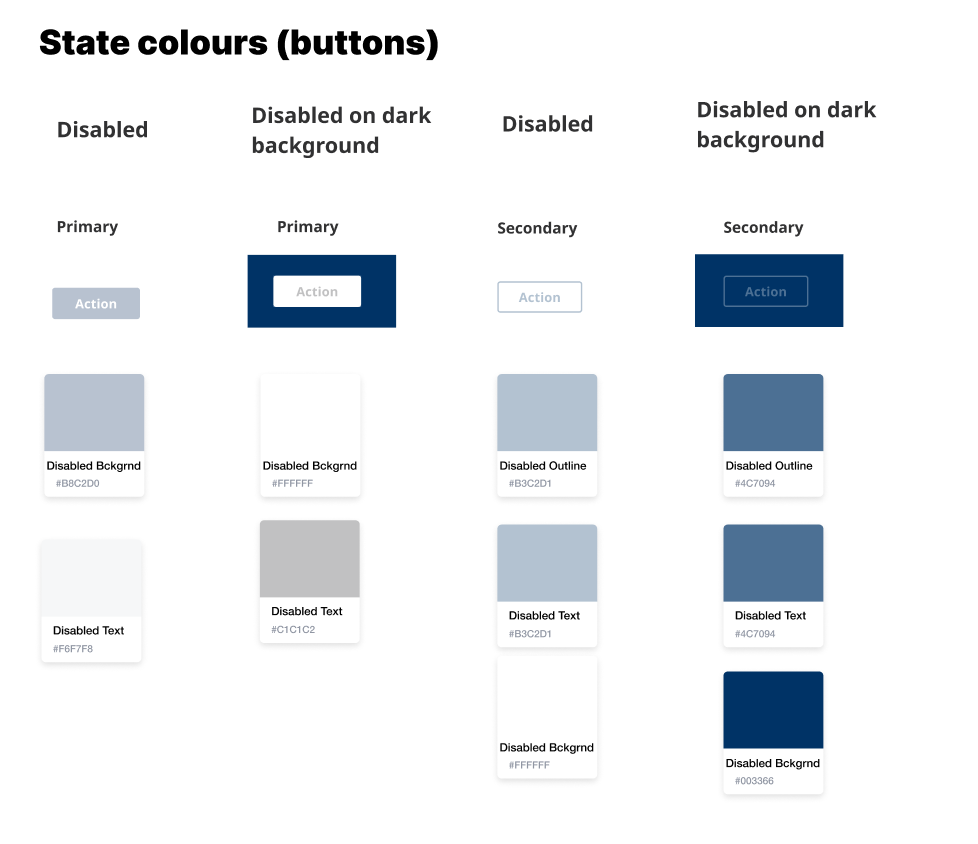 State colours (buttons)
Disabled
Disabled on dark
background
Disabled
Disabled on dark
background
Primary
Primary
Secondary
Secondary
Action
Action
Action
Action
Disabled Bckgrnd
#B8C2D0
Disabled Bckgrnd
#FFFFFF
Disabled Outline
#B3C2D1
Disabled Outline
#4C7094
Disabled Text
#F6F7F8
Disabled Text
#C1C1C2
Disabled Text
#B3C2D1
Disabled Text
#4C7094
Disabled Bckgrnd
#FFFFFF
Disabled Bckgrnd
#003366